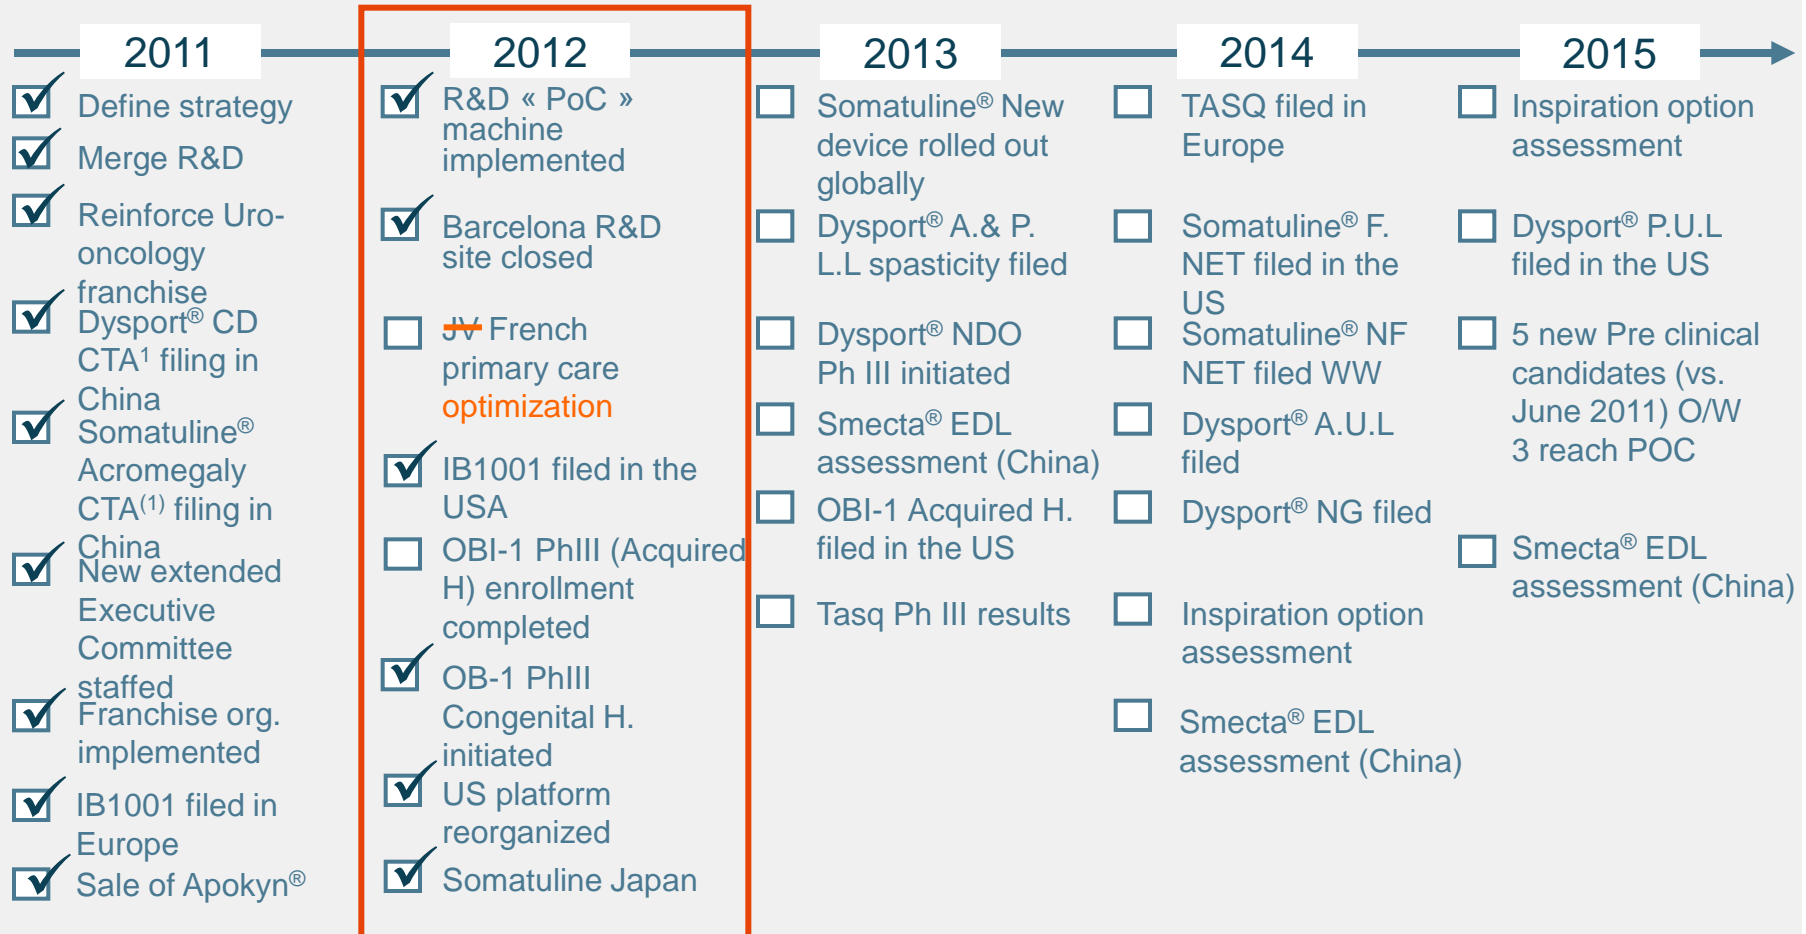 2011
Define strategy
Merge R&D
Reinforce Uro-
oncology
franchise
Dysport® CD
CTA¹ filing in
China
Somatuline®
Acromegaly
CTA⁽¹⁾ filing in
China
New extended
Executive
Committee
staffed
Franchise org.
implemented
IB1001 filed in
Europe
Sale of Apokyn®
2012
R&D « PoC »
machine
implemented
Barcelona R&D
site closed
JV French
primary care
optimization
IB1001 filed in the
USA
OBI-1 PhIII (Acquired
H) enrollment
completed
OB-1 PhIII
Congenital H.
initiated
US platform
reorganized
Somatuline Japan
2013
Somatuline® New
device rolled out
globally
Dysport® A.& P.
L.L spasticity filed
Dysport® NDO
Ph III initiated
Smecta® EDL
assessment (China)
OBI-1 Acquired H.
filed in the US
Tasq Ph III results
2014
TASQ filed in
Europe
Somatuline® F.
NET filed in the
US
Somatuline® NF
NET filed WW
Dysport® A.U.L
filed
Dysport® NG filed
Inspiration option
assessment
Smecta® EDL
assessment (China)
2015
Inspiration option
assessment
Dysport® P.U.L
filed in the US
5 new Pre clinical
candidates (vs.
June 2011) O/W
3 reach POC
Smecta® EDL
assessment (China)